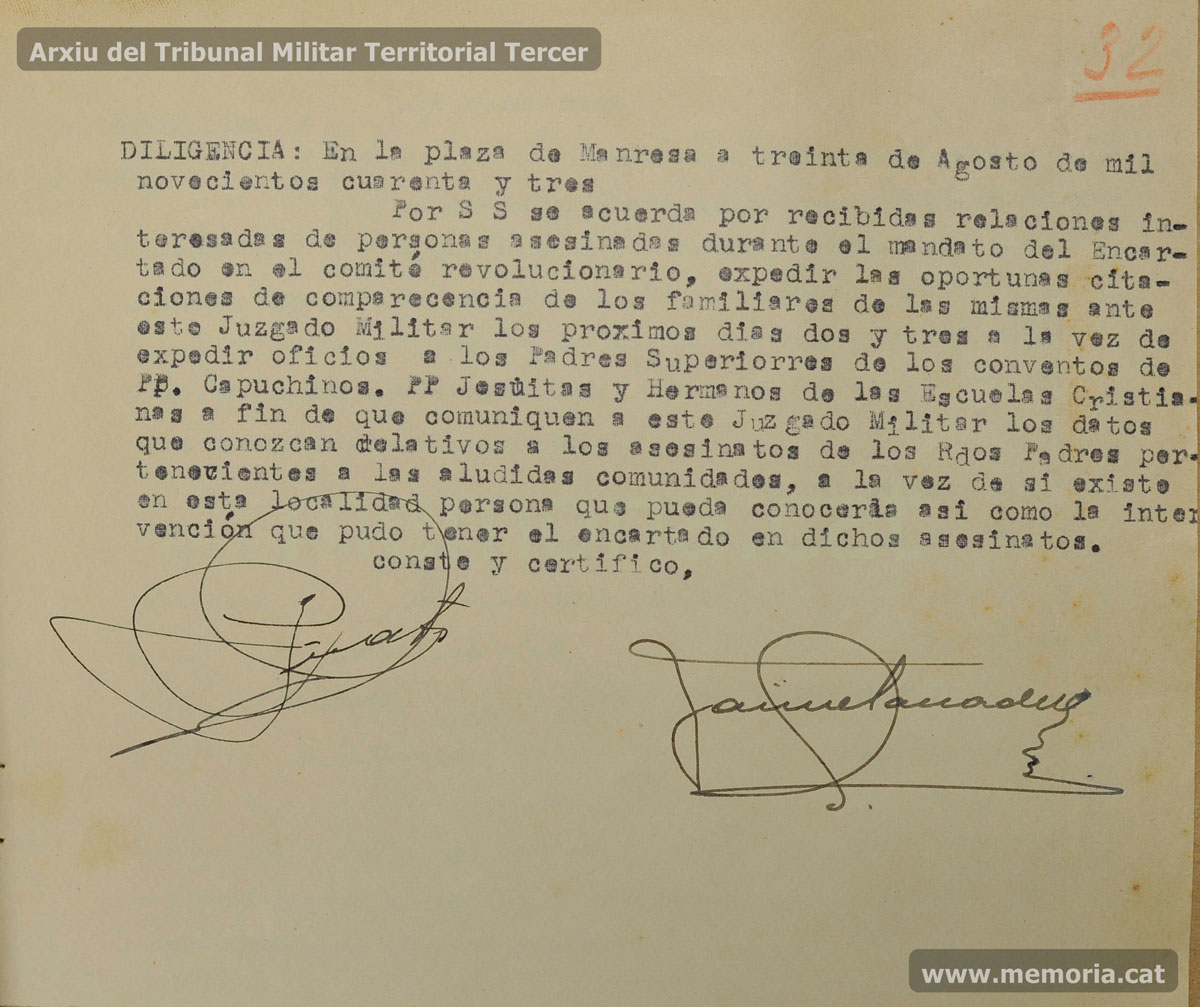 Arxiu del Tribunal Militar Territorial Tercer
32
DILIGENCIA: En la plaza de Manresa a treinta de Agosto de mil
novecientos cuarenta y tres
Por S S se acuerda por recibidas relaciones in-
teresadas de personas asesinadas durante el mandato del Encar-
tado en el comité revolucionario, expedir las oportunas cita-
ciones de comparecencia de los familiares de las mismas ante
este Juzgado Militar los proximos dias dos y tres a la vez de
expedir oficios a los Padres Superiorres de los conventos de
PP. Capuchinos. PP Jesuitas y Hermanos de las Escuelas Cristia-
nas a fin de que comuniquen a este Juzgado Militar los datos
que conozcan relativos a los asesinatos de los Rdos Padres per-
tenecientes a las aludidas comunidades, a la vez de si existe
en esta localidad persona que pueda conocerla asi como la inter
vención que pudo tener el encartado en dichos asesinatos.
conste y certifico,
Jaime
www.memoria.cat